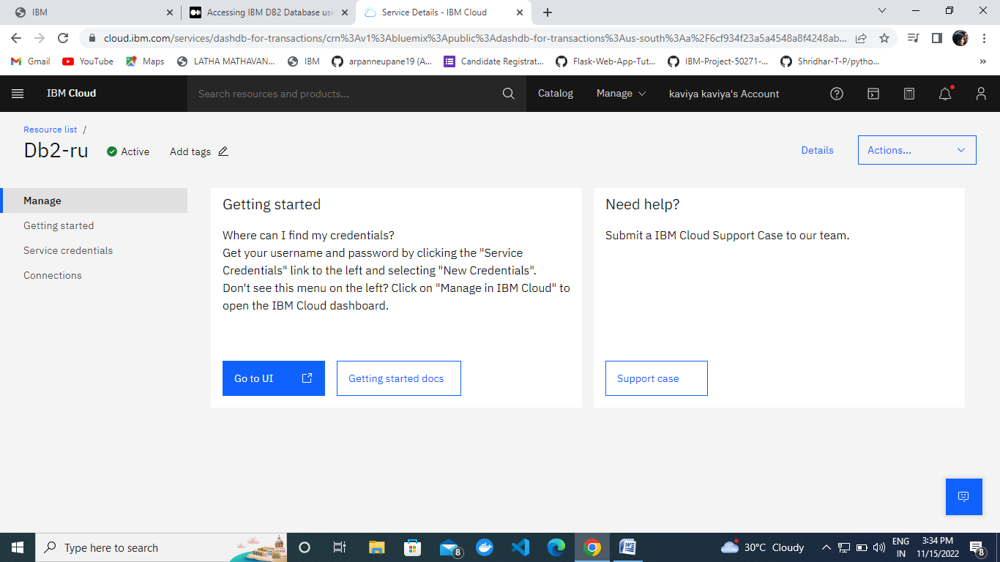 IBM
Accessing IBM DB2 Database usin
Service Details - IBM Cloud
cloud.ibm.com/services/dashdb-for-transactions/crn%3Av1%3Abluemix%3Apublic%3Adashdb-for-transactions%3Aus-south%3Aa%2F6cf934f23a5a4548a8f4248ab...
Gmail
YouTube
Maps
LATHA MATHAVAN...
IBM
arpanneupane19 (A...
Candidate Registrat...
Flask-Web-App-Tut...
IBM-Project-50271-...
Shridhar-T-P/pytho...
»
IBM Cloud
Search resources and products...
Catalog
Manage
kaviya kaviya's Account
Resource list /
Db2-ru
Active
Add tags
Details
Actions...
Manage
Getting started
Service credentials
Connections
Getting started
Where can I find my credentials?
Get your username and password by clicking the "Service
Credentials" link to the left and selecting "New Credentials".
Don't see this menu on the left? Click on "Manage in IBM Cloud" to
open the IBM Cloud dashboard.
Go to UI
Getting started docs
Need help?
Submit a IBM Cloud Support Case to our team.
Support case
Type here to search
8
30°C Cloudy
ENG
IN
3:34 PM
11/15/2022
8